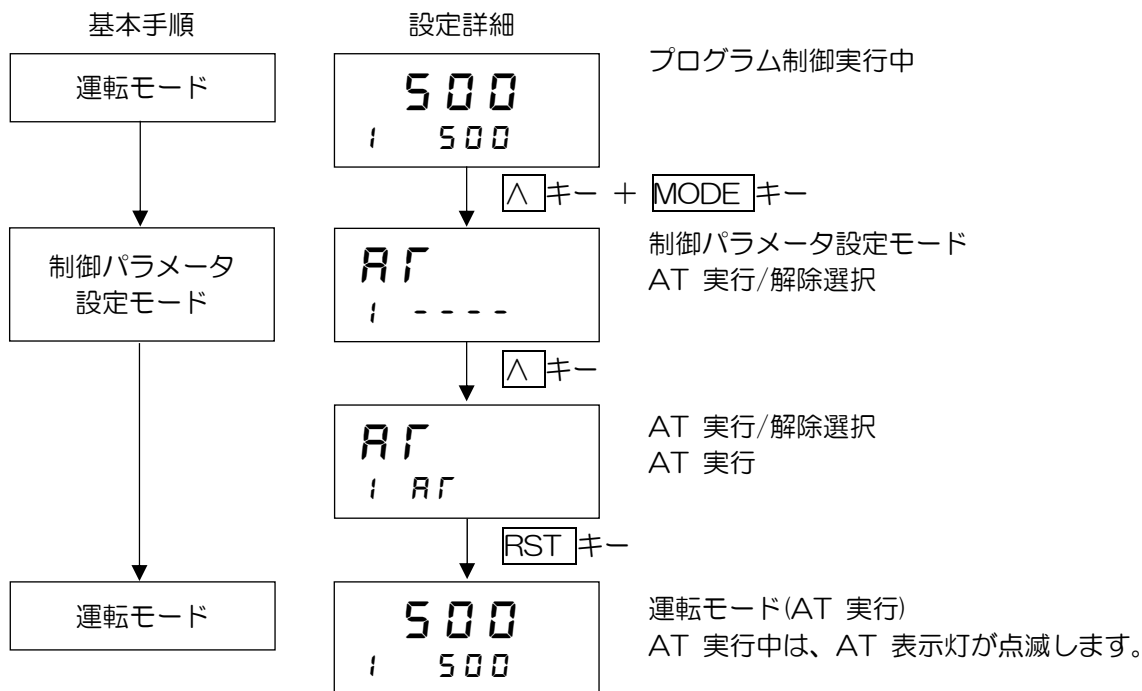 基本手順
設定詳細
運転モード
500
1 500
プログラム制御実行中
∧ キー + MODE キー
制御パラメータ
設定モード
AT
1 ----
制御パラメータ設定モード
AT 実行/解除選択
∧ キー
AT
1 AT
AT 実行/解除選択
AT 実行
RST キー
運転モード
500
1 500
運転モード(AT 実行)
AT 実行中は、AT 表示灯が点滅します。